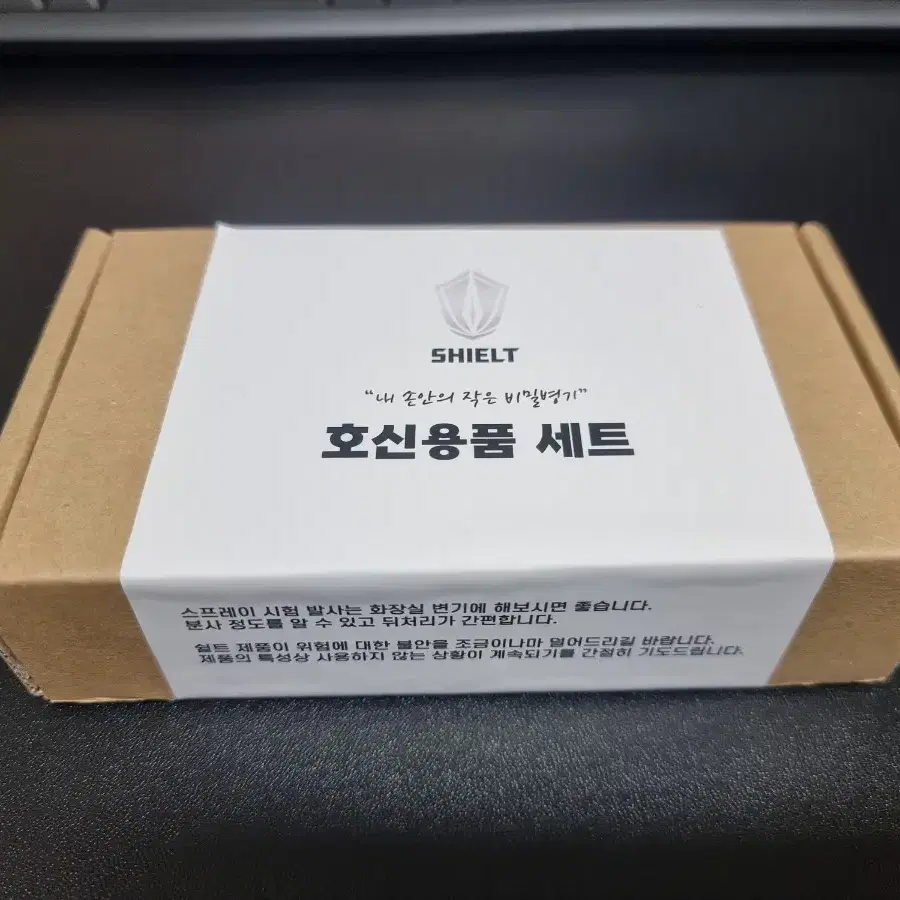 SHIELT
“내 손안의 작은 비밀병기”
호신용품 세트
스프레이 시험 발사는 화장실 변기에 해보시면 좋습니다.
분사 정도를 알 수 있고 뒤처리가 간편합니다.
쉴트 제품이 위험에 대한 불안을 조금이나마 덜어드리길 바랍니다.
제품의 특성상 사용하지 않는 상황이 계속되기를 간절히 기도드립니다.